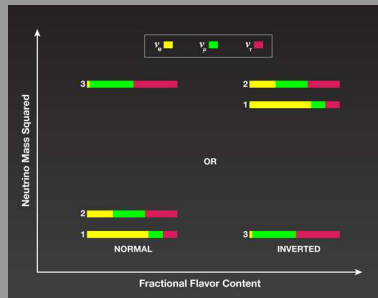 νe νμ ντ
3
2
1
OR
2
1
3
NORMAL INVERTED
Neutrino Mass Squared
Fractional Flavor Content